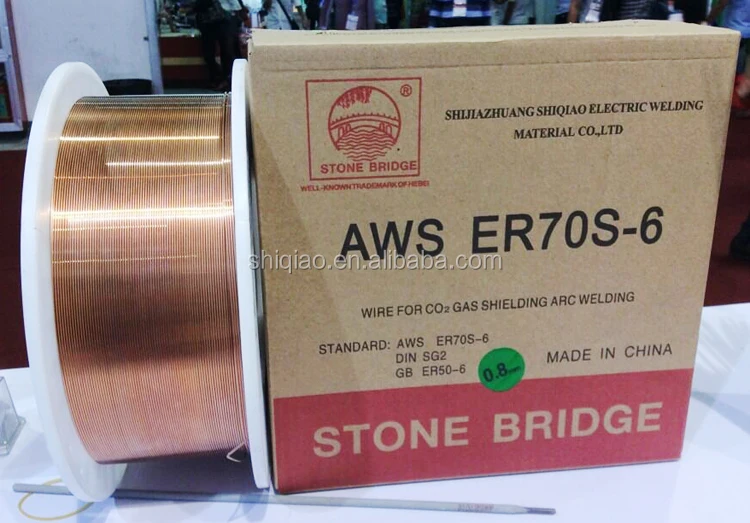 ®
STONE BRIDGE
WELL-KNOWN TRADEMARK OF HEBEI
SHIJIAZHUANG SHIQIAO ELECTRIC WELDING
MATERIAL CO.,LTD
AWS ER70S-6
shiqiao.en.alibaba.com
WIRE FOR CO₂ GAS SHIELDING ARC WELDING
STANDARD: AWS ER70S-6
DIN SG2
GB ER50-6
0.8mm
MADE IN CHINA
STONE BRIDGE